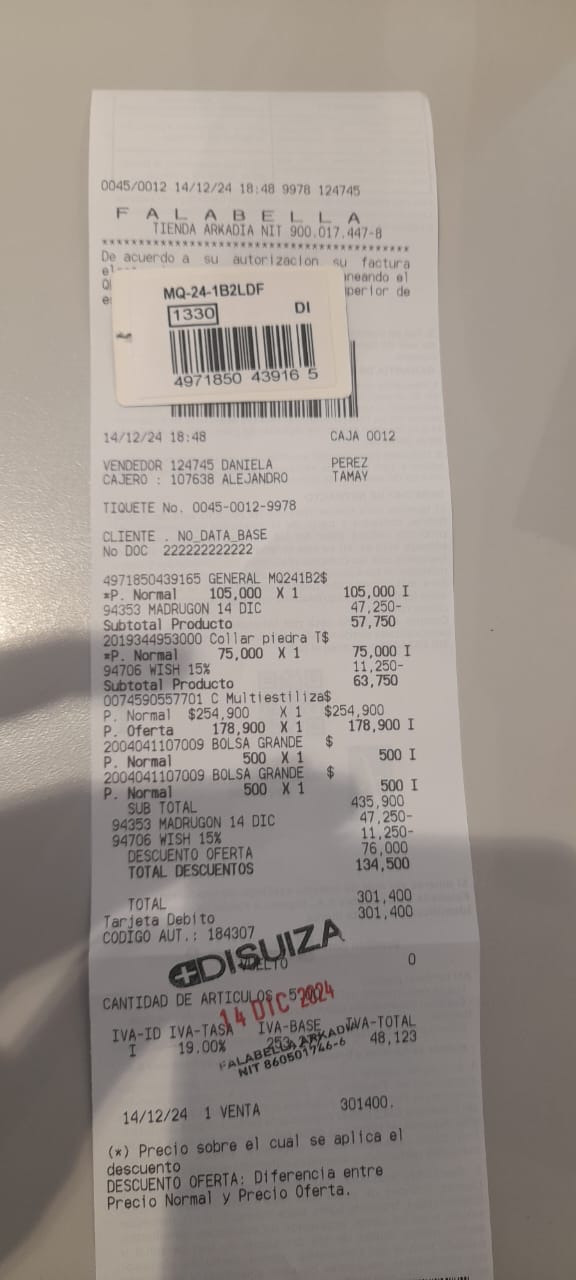 0045/0012 14/12/24 18:48 9978 124745
FALABELLA
TIENDA ARKADIA NIT 900.017.447-8
****************************************
De acuerdo a su autorizacion su factura
MQ-24-1B2LDF
1330 DI
4971850 43916 5
14/12/24 18:48 CAJA 0012
VENDEDOR 124745 DANIELA PEREZ
CAJERO : 107638 ALEJANDRO TAMAY
TIQUETE No. 0045-0012-9978
CLIENTE . NO_DATA_BASE
No DOC 222222222222
4971850439165 GENERAL MQ241B2$
*P. Normal 105,000 X 1 105,000 I
94353 MADRUGON 14 DIC 47,250-
Subtotal Producto 57,750
2019344953000 Collar piedra T$
*P. Normal 75,000 X 1 75,000 I
94706 WISH 15% 11,250-
Subtotal Producto 63,750
0074590557701 C Multiestiliza$
P. Normal $254,900 X 1 $254,900
P. Oferta 178,900 X 1 178,900 I
2004041107009 BOLSA GRANDE $
P. Normal 500 X 1 500 I
2004041107009 BOLSA GRANDE $
P. Normal 500 X 1 500 I
SUB TOTAL 435,900
94353 MADRUGON 14 DIC 47,250-
94706 WISH 15% 11,250-
DESCUENTO OFERTA 76,000
TOTAL DESCUENTOS 134,500
TOTAL 301,400
Tarjeta Debito 301,400
CODIGO AUT.: 184307
DISUIZA
VUELTO 0
CANTIDAD DE ARTICULOS
14 DIC 2024
IVA-ID IVA-TASA IVA-BASE IVA-TOTAL
I 19.00% 48,123
FALABELLA ARKADIA
NIT 860501746-6
14/12/24 1 VENTA 301400.
(*) Precio sobre el cual se aplica el
descuento
DESCUENTO OFERTA: Diferencia entre
Precio Normal y Precio Oferta.